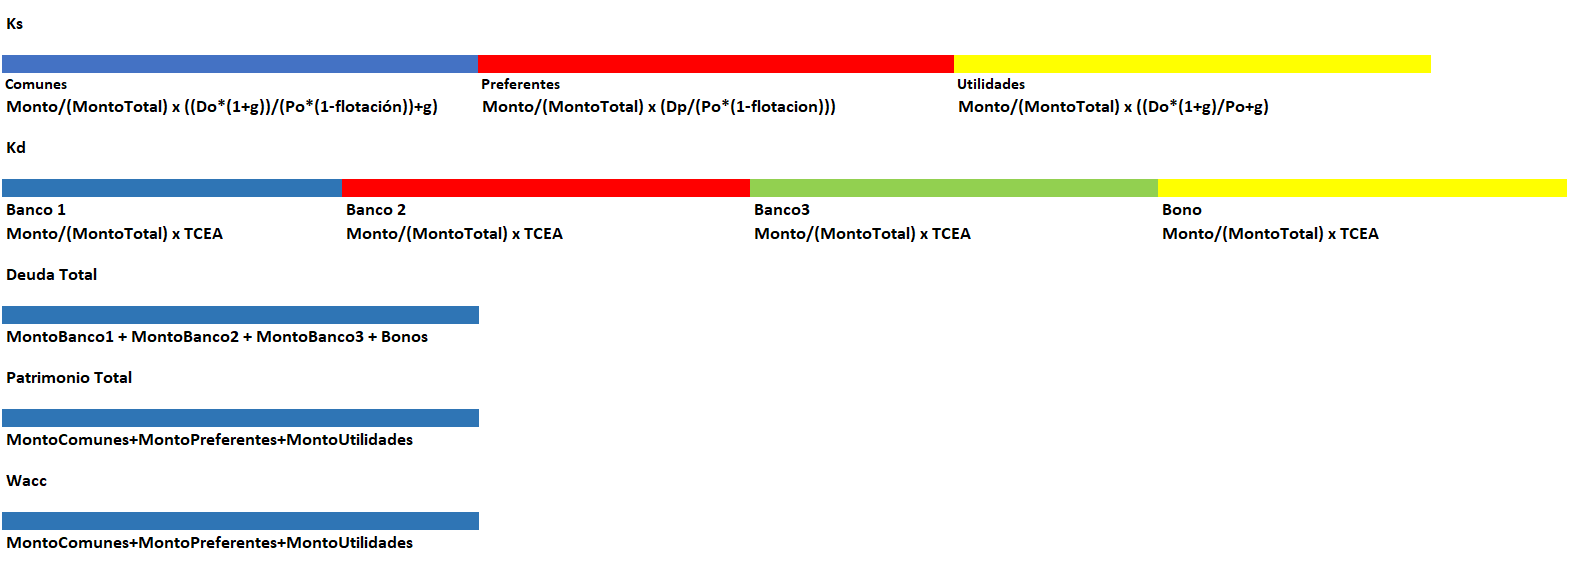 Ks
Comunes Preferentes Utilidades
Monto/(MontoTotal) x ((Do*(1+g))/(Po*(1-flotación))+g) Monto/(MontoTotal) x (Dp/(Po*(1-flotacion))) Monto/(MontoTotal) x ((Do*(1+g)/Po+g)
Kd
Banco 1 Banco 2 Banco3 Bono
Monto/(MontoTotal) x TCEA Monto/(MontoTotal) x TCEA Monto/(MontoTotal) x TCEA Monto/(MontoTotal) x TCEA
Deuda Total
MontoBanco1 + MontoBanco2 + MontoBanco3 + Bonos
Patrimonio Total
MontoComunes+MontoPreferentes+MontoUtilidades
Wacc
MontoComunes+MontoPreferentes+MontoUtilidades